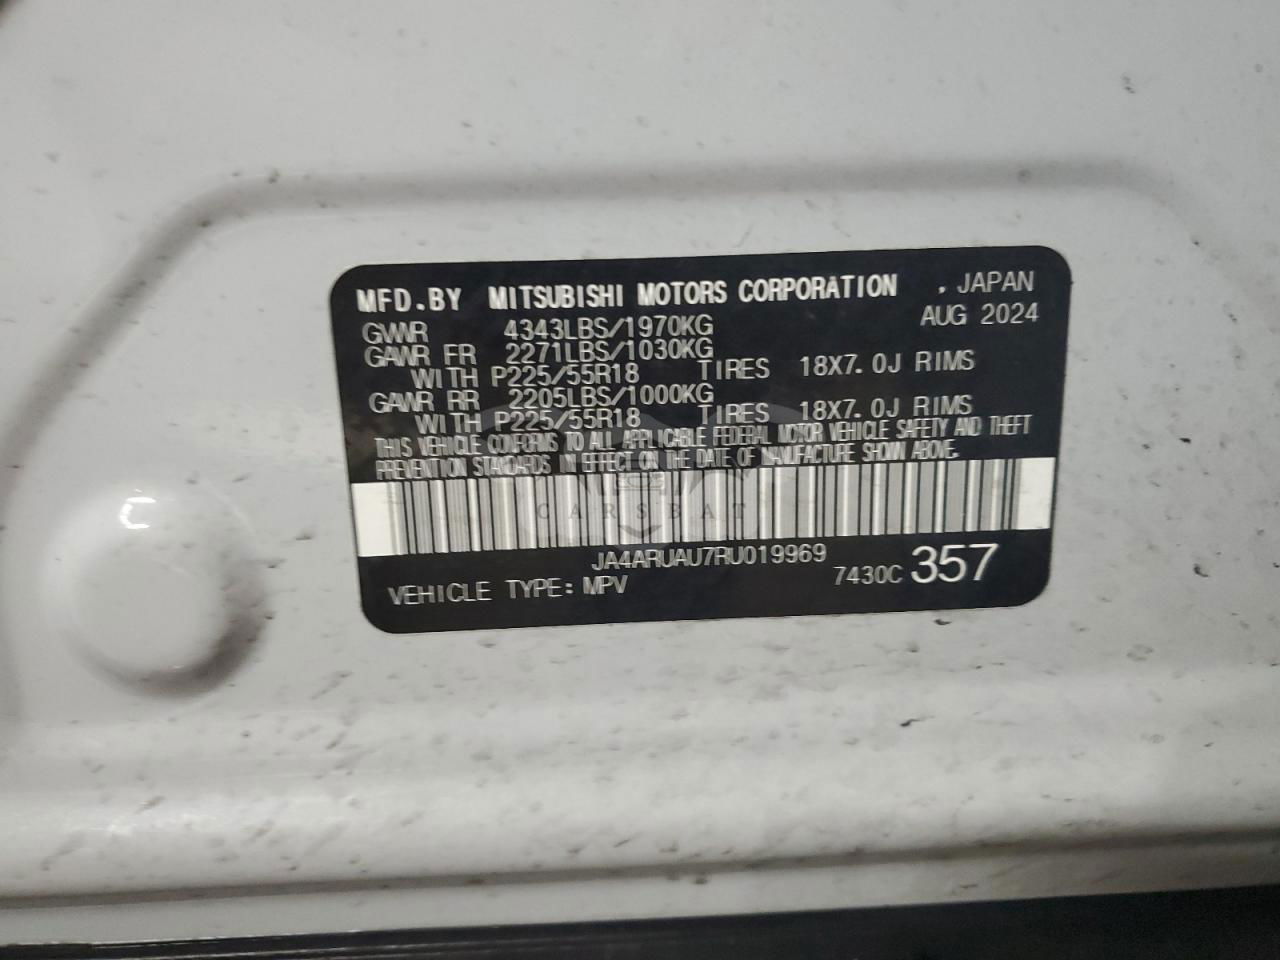 MFD.BY MITSUBISHI MOTORS CORPORATION , JAPAN
GVWR 4343LBS/1970KG AUG 2024
GAWR FR 2271LBS/1030KG
WITH P225/55R18 TIRES 18X7.0J RIMS
GAWR RR 2205LBS/1000KG
WITH P225/55R18 TIRES 18X7.0J RIMS
THIS VEHICLE CONFORMS TO ALL APPLICABLE FEDERAL MOTOR VEHICLE SAFETY AND THEFT
PREVENTION STANDARDS IN EFFECT ON THE DATE OF MANUFACTURE SHOWN ABOVE.
CARSBAT
JA4ARUAU7RU019969
VEHICLE TYPE: MPV 7430C 357